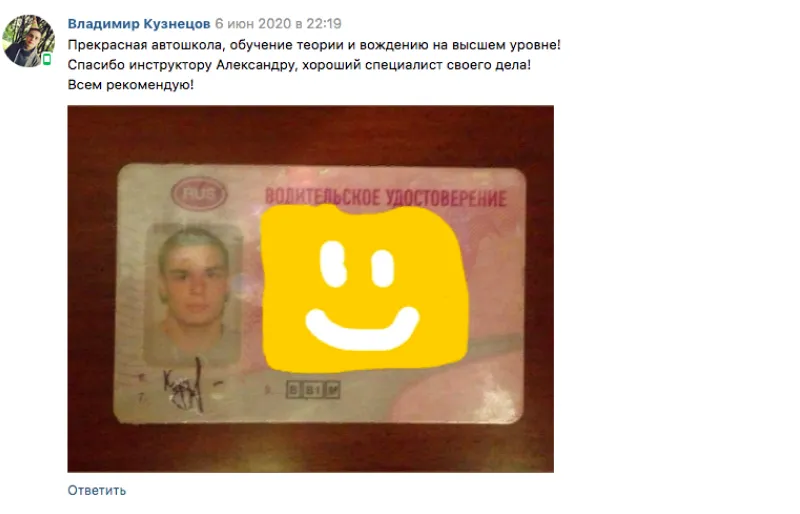 Владимир Кузнецов 6 июн 2020 в 22:19
Прекрасная автошкола, обучение теории и вождению на высшем уровне!
Спасибо инструктору Александру, хороший специалист своего дела!
Всем рекомендую!
RUS
ВОДИТЕЛЬСКОЕ УДОСТОВЕРЕНИЕ
7.
9. B B1 M
Ответить